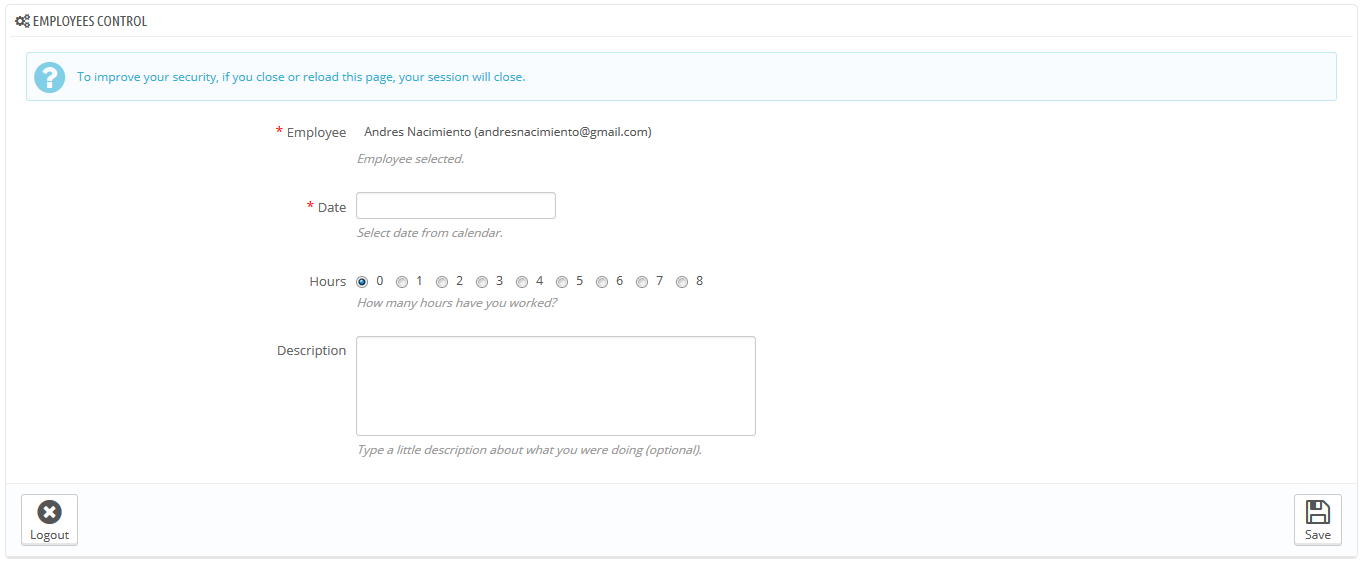 EMPLOYEES CONTROL
To improve your security, if you close or reload this page, your session will close.
* Employee Andres Nacimiento (andresnacimiento@gmail.com)
Employee selected.
* Date
Select date from calendar.
Hours 0 1 2 3 4 5 6 7 8
How many hours have you worked?
Description
Type a little description about what you were doing (optional).
Logout Save